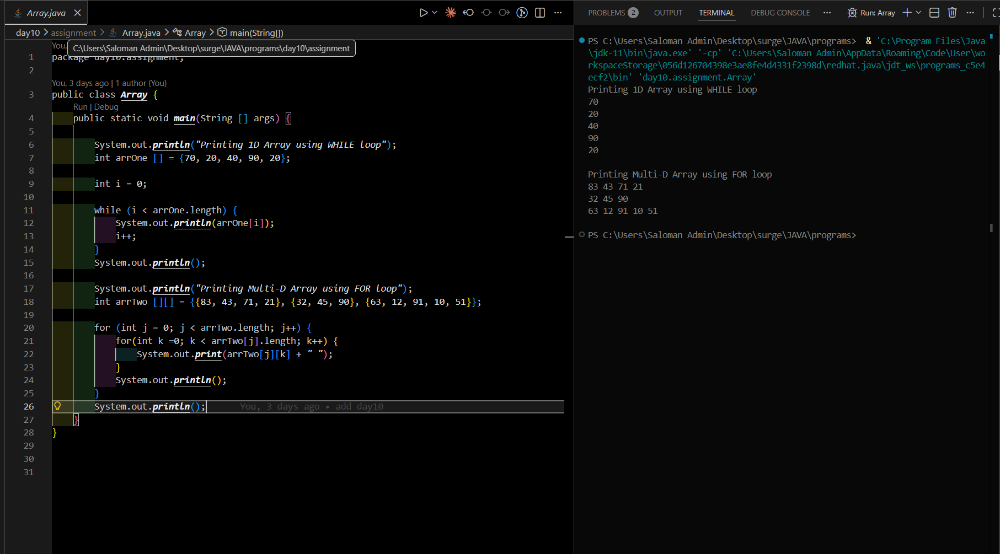 Array.java
day10 > assignment > Array.java > Array > main(String[])
You,
C:\Users\Saloman Admin\Desktop\surge\JAVA\programs\day10\assignment
1 package day10.assignment;
2
You, 3 days ago | 1 author (You)
3 public class Array {
Run | Debug
4 public static void main(String [] args) {
5
6 System.out.println("Printing 1D Array using WHILE loop");
7 int arrOne [] = {70, 20, 40, 90, 20};
8
9 int i = 0;
10
11 while (i < arrOne.length) {
12 System.out.println(arrOne[i]);
13 i++;
14 }
15 System.out.println();
16
17 System.out.println("Printing Multi-D Array using FOR loop");
18 int arrTwo [][] = {{83, 43, 71, 21}, {32, 45, 90}, {63, 12, 91, 10, 51}};
19
20 for (int j = 0; j < arrTwo.length; j++) {
21 for(int k =0; k < arrTwo[j].length; k++) {
22 System.out.print(arrTwo[j][k] + " ");
23 }
24 System.out.println();
25 }
26 System.out.println(); You, 3 days ago • add day10
27 }
28 }
29
30
31
PROBLEMS 2 OUTPUT TERMINAL DEBUG CONSOLE ··· Run: Array
PS C:\Users\Saloman Admin\Desktop\surge\JAVA\programs> & 'C:\Program Files\Java
\jdk-11\bin\java.exe' '-cp' 'C:\Users\Saloman Admin\AppData\Roaming\Code\User\wo
rkspaceStorage\056d126704398e3ae8fe4d4331f2398d\redhat.java\jdt_ws\programs_c5e4
ecf2\bin' 'day10.assignment.Array'
Printing 1D Array using WHILE loop
70
20
40
90
20
Printing Multi-D Array using FOR loop
83 43 71 21
32 45 90
63 12 91 10 51
PS C:\Users\Saloman Admin\Desktop\surge\JAVA\programs>